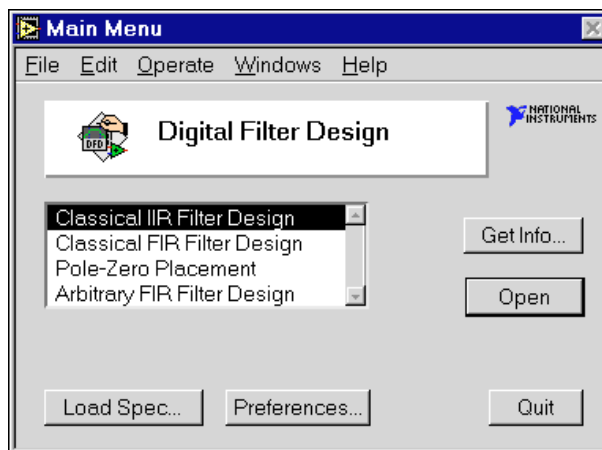 Main Menu
File Edit Operate Windows Help
DFD
Digital Filter Design
NATIONAL
INSTRUMENTS
Classical IIR Filter Design
Classical FIR Filter Design
Pole-Zero Placement
Arbitrary FIR Filter Design
Get Info...
Open
Load Spec...
Preferences...
Quit